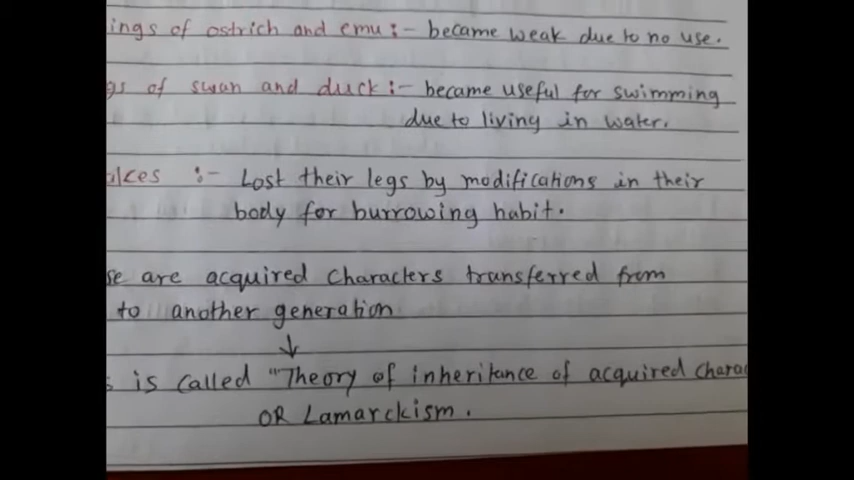 ings of ostrich and emu :- became weak due to no use.
gs of swan and duck :- became useful for swimming
due to living in water.
akes :- Lost their legs by modifications in their
body for burrowing habit.
se are acquired characters transferred from
to another generation
↓
s is called "Theory of inheritance of acquired charac
OR Lamarckism.